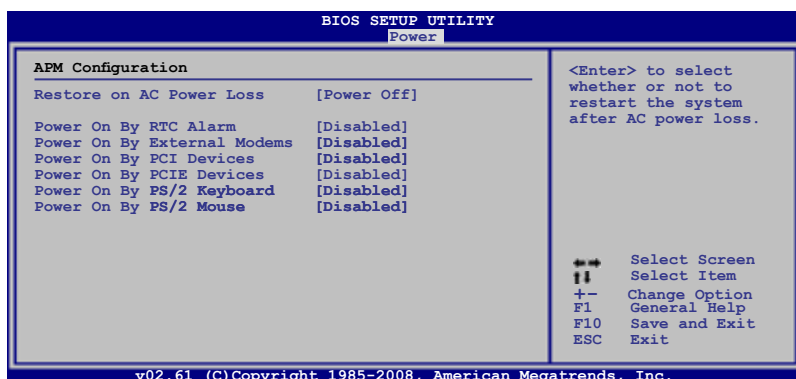 BIOS SETUP UTILITY
Power
APM Configuration
Restore on AC Power Loss [Power Off]
Power On By RTC Alarm [Disabled]
Power On By External Modems [Disabled]
Power On By PCI Devices [Disabled]
Power On By PCIE Devices [Disabled]
Power On By PS/2 Keyboard [Disabled]
Power On By PS/2 Mouse [Disabled]
<Enter> to select
whether or not to
restart the system
after AC power loss.
←→ Select Screen
↑↓ Select Item
+- Change Option
F1 General Help
F10 Save and Exit
ESC Exit
v02.61 (C)Copyright 1985-2008, American Megatrends, Inc.